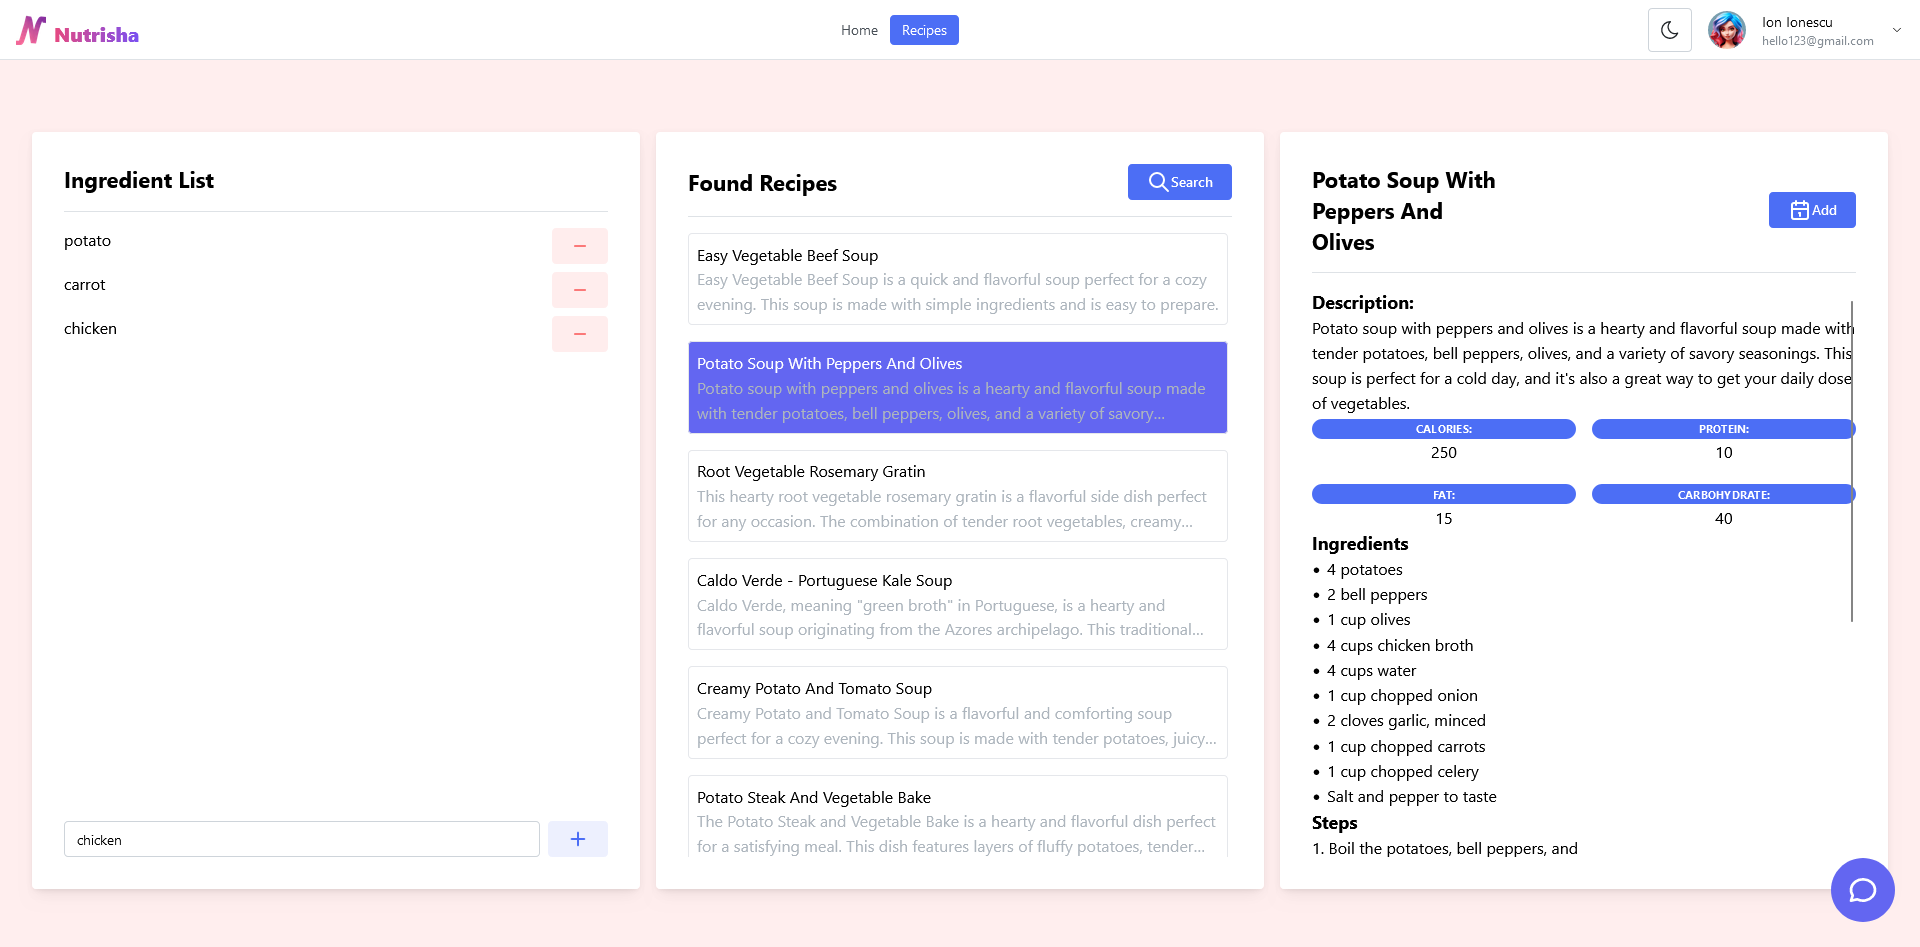 Nutrisha
Home
Recipes
Ion Ionescu
hello123@gmail.com
Ingredient List
potato
carrot
chicken
chicken
Found Recipes
Search
Easy Vegetable Beef Soup
Easy Vegetable Beef Soup is a quick and flavorful soup perfect for a cozy
evening. This soup is made with simple ingredients and is easy to prepare.
Potato Soup With Peppers And Olives
Potato soup with peppers and olives is a hearty and flavorful soup made
with tender potatoes, bell peppers, olives, and a variety of savory...
Root Vegetable Rosemary Gratin
This hearty root vegetable rosemary gratin is a flavorful side dish perfect
for any occasion. The combination of tender root vegetables, creamy...
Caldo Verde - Portuguese Kale Soup
Caldo Verde, meaning "green broth" in Portuguese, is a hearty and
flavorful soup originating from the Azores archipelago. This traditional...
Creamy Potato And Tomato Soup
Creamy Potato and Tomato Soup is a flavorful and comforting soup
perfect for a cozy evening. This soup is made with tender potatoes, juicy...
Potato Steak And Vegetable Bake
The Potato Steak and Vegetable Bake is a hearty and flavorful dish perfect
for a satisfying meal. This dish features layers of fluffy potatoes, tender...
Potato Soup With
Peppers And
Olives
Add
Description:
Potato soup with peppers and olives is a hearty and flavorful soup made with
tender potatoes, bell peppers, olives, and a variety of savory seasonings. This
soup is perfect for a cold day, and it's also a great way to get your daily dose
of vegetables.
CALORIES:
250
PROTEIN:
10
FAT:
15
CARBOHYDRATE:
40
Ingredients
• 4 potatoes
• 2 bell peppers
• 1 cup olives
• 4 cups chicken broth
• 4 cups water
• 1 cup chopped onion
• 2 cloves garlic, minced
• 1 cup chopped carrots
• 1 cup chopped celery
• Salt and pepper to taste
Steps
1. Boil the potatoes, bell peppers, and